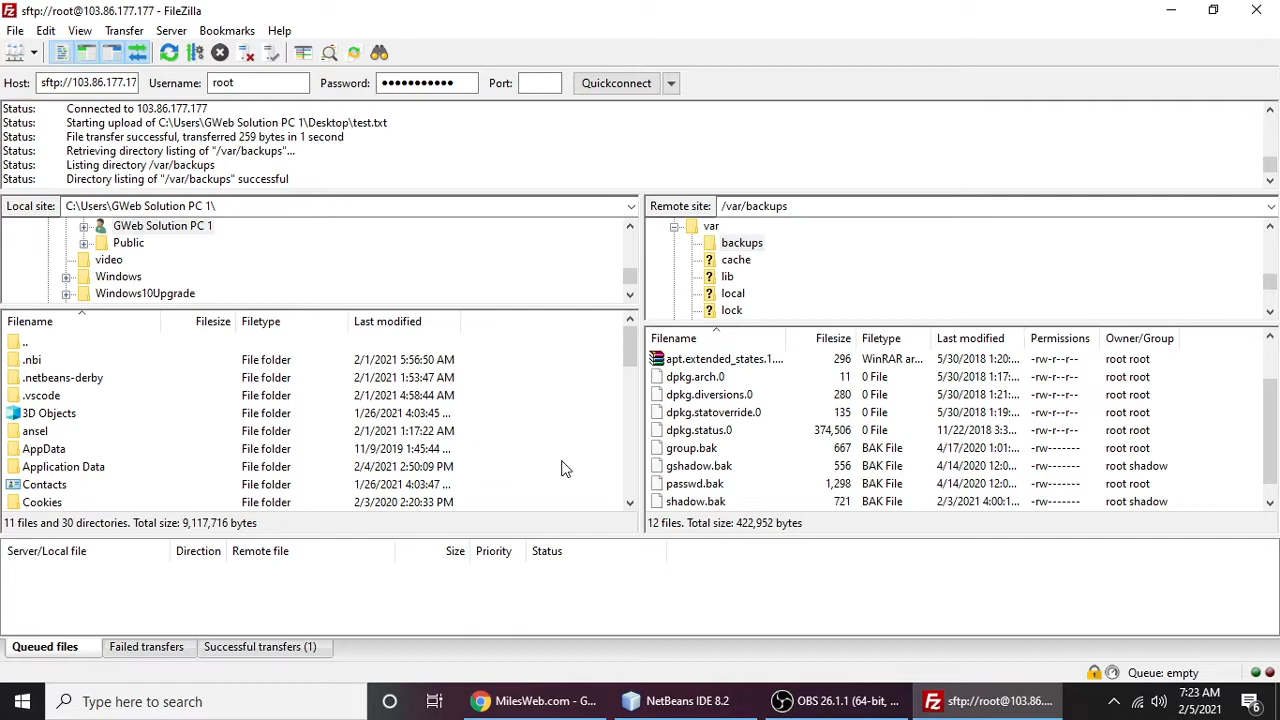 sftp://root@103.86.177.177 - FileZilla
File Edit View Transfer Server Bookmarks Help
Host: sftp://103.86.177.17 Username: root Password: ●●●●●●●●●●● Port: Quickconnect
Status: Connected to 103.86.177.177
Status: Starting upload of C:\Users\GWeb Solution PC 1\Desktop\test.txt
Status: File transfer successful, transferred 259 bytes in 1 second
Status: Retrieving directory listing of "/var/backups"...
Status: Listing directory /var/backups
Status: Directory listing of "/var/backups" successful
Local site: C:\Users\GWeb Solution PC 1\
GWeb Solution PC 1
Public
video
Windows
Windows10Upgrade
Filename Filesize Filetype Last modified
..
.nbi File folder 2/1/2021 5:56:50 AM
.netbeans-derby File folder 2/1/2021 1:53:47 AM
.vscode File folder 2/1/2021 4:58:44 AM
3D Objects File folder 1/26/2021 4:03:45 ...
ansel File folder 2/1/2021 1:17:22 AM
AppData File folder 11/9/2019 1:45:44 ...
Application Data File folder 2/4/2021 2:50:09 PM
Contacts File folder 1/26/2021 4:03:47 ...
Cookies File folder 2/3/2020 2:20:33 PM
11 files and 30 directories. Total size: 9,117,716 bytes
Remote site: /var/backups
var
backups
? cache
? lib
? local
? lock
Filename Filesize Filetype Last modified Permissions Owner/Group
apt.extended_states.1.... 296 WinRAR ar... 5/30/2018 1:20:... -rw-r--r-- root root
dpkg.arch.0 11 0 File 5/30/2018 1:17:... -rw-r--r-- root root
dpkg.diversions.0 280 0 File 5/30/2018 1:21:... -rw-r--r-- root root
dpkg.statoverride.0 135 0 File 5/30/2018 1:19:... -rw-r--r-- root root
dpkg.status.0 374,506 0 File 11/22/2018 3:3... -rw-r--r-- root root
group.bak 667 BAK File 4/17/2020 1:01:... -rw------- root root
gshadow.bak 556 BAK File 4/14/2020 12:0... -rw------- root shadow
passwd.bak 1,298 BAK File 4/14/2020 12:0... -rw------- root root
shadow.bak 721 BAK File 2/3/2021 4:00:1... -rw------- root shadow
12 files. Total size: 422,952 bytes
Server/Local file Direction Remote file Size Priority Status
Queued files Failed transfers Successful transfers (1)
Queue: empty
Type here to search
MilesWeb.com - G...
NetBeans IDE 8.2
OBS 26.1.1 (64-bit, ...
sftp://root@103.86....
7:23 AM
2/5/2021
6